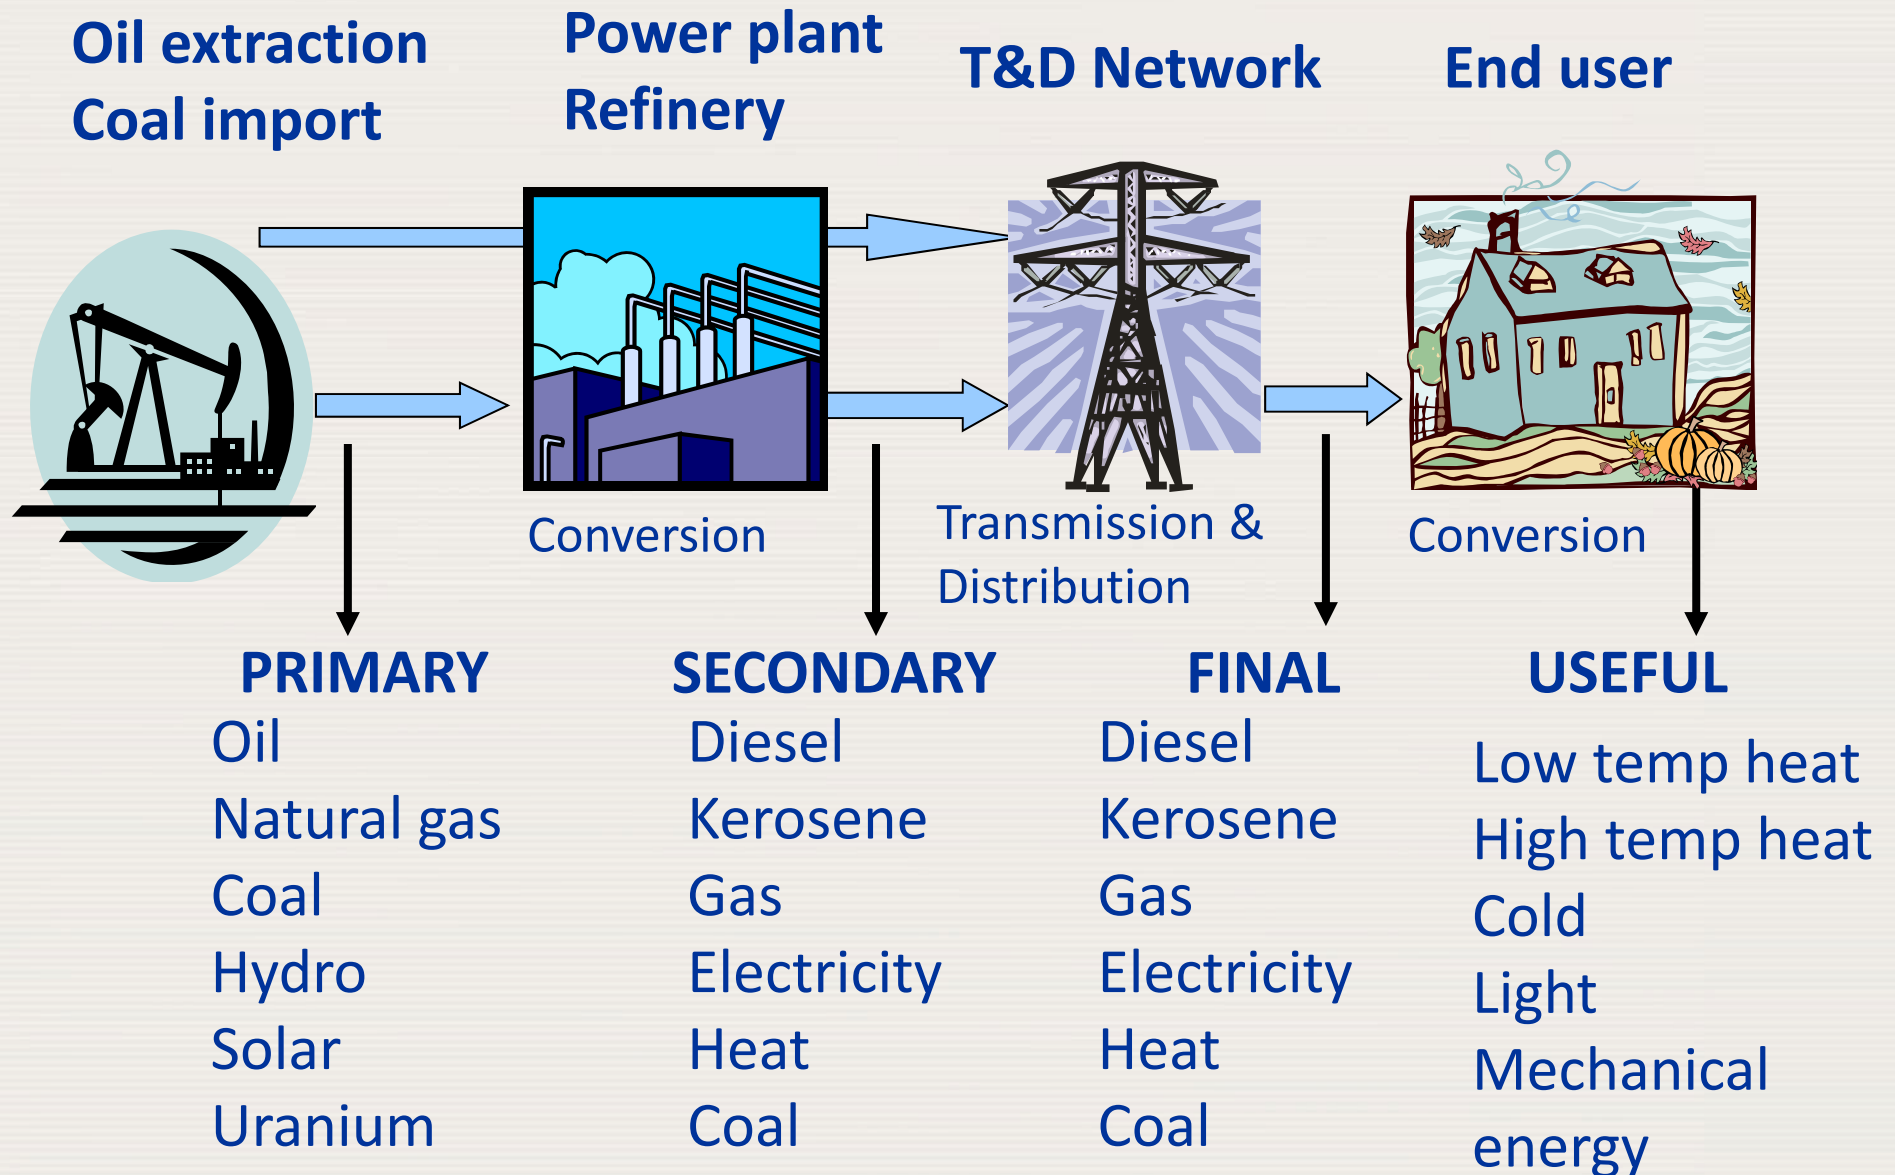 Oil extraction
Coal import
Power plant
Refinery
T&D Network
End user
Conversion
Transmission &
Distribution
Conversion
PRIMARY
Oil
Natural gas
Coal
Hydro
Solar
Uranium
SECONDARY
Diesel
Kerosene
Gas
Electricity
Heat
Coal
FINAL
Diesel
Kerosene
Gas
Electricity
Heat
Coal
USEFUL
Low temp heat
High temp heat
Cold
Light
Mechanical
energy